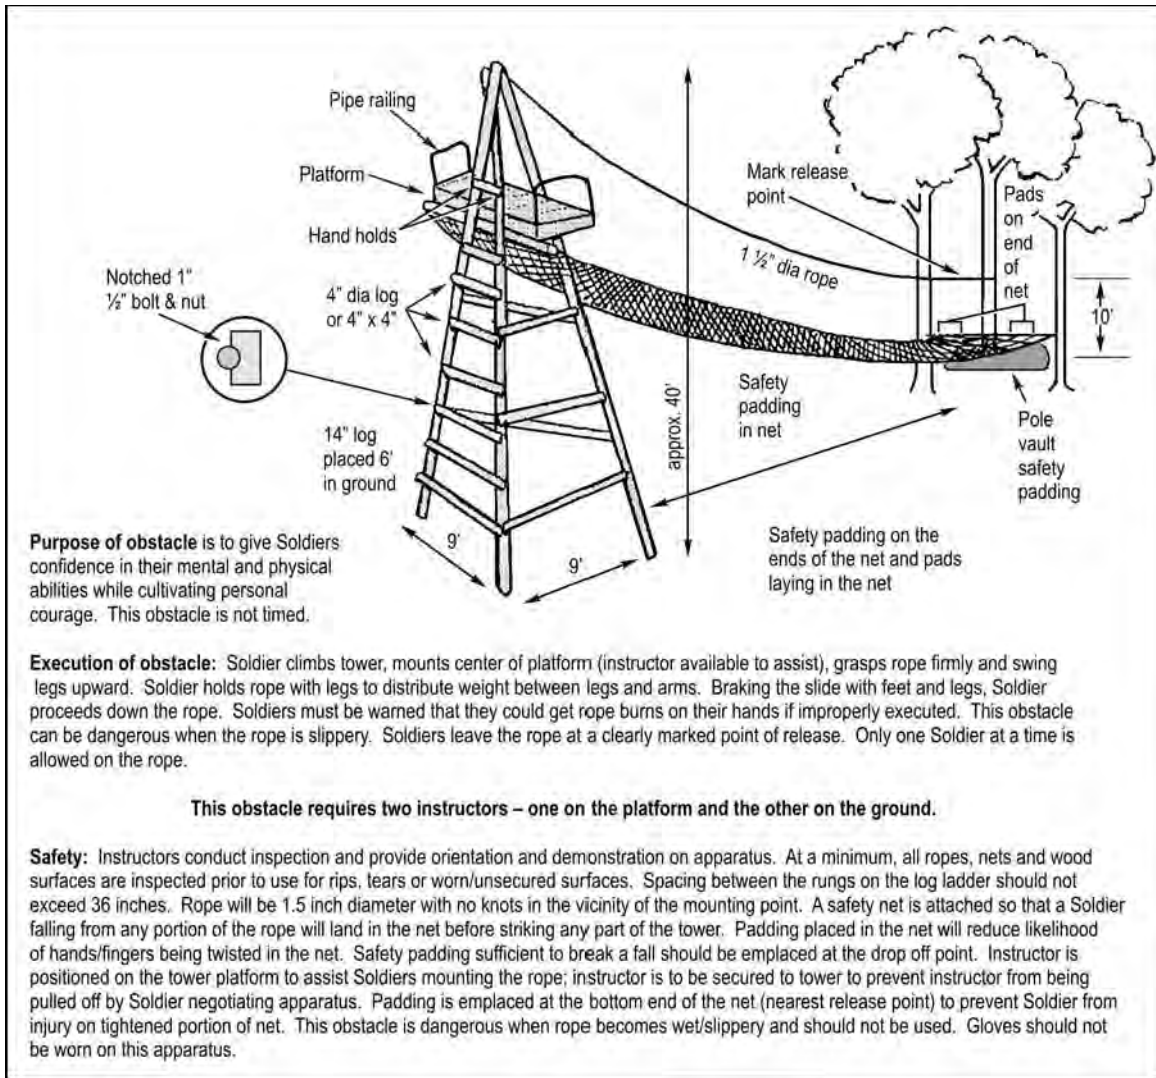 Pipe railing
Platform
Hand holds
Notched 1"
½" bolt & nut
4" dia log
or 4" x 4"
14" log
placed 6'
in ground
9'
9'
approx. 40'
1 ½" dia rope
Mark release
point
Pads
on
end
of
net
10'
Safety
padding
in net
Pole
vault
safety
padding
Safety padding on the
ends of the net and pads
laying in the net
Purpose of obstacle is to give Soldiers
confidence in their mental and physical
abilities while cultivating personal
courage. This obstacle is not timed.
Execution of obstacle: Soldier climbs tower, mounts center of platform (instructor available to assist), grasps rope firmly and swing
legs upward. Soldier holds rope with legs to distribute weight between legs and arms. Braking the slide with feet and legs, Soldier
proceeds down the rope. Soldiers must be warned that they could get rope burns on their hands if improperly executed. This obstacle
can be dangerous when the rope is slippery. Soldiers leave the rope at a clearly marked point of release. Only one Soldier at a time is
allowed on the rope.
This obstacle requires two instructors – one on the platform and the other on the ground.
Safety: Instructors conduct inspection and provide orientation and demonstration on apparatus. At a minimum, all ropes, nets and wood
surfaces are inspected prior to use for rips, tears or worn/unsecured surfaces. Spacing between the rungs on the log ladder should not
exceed 36 inches. Rope will be 1.5 inch diameter with no knots in the vicinity of the mounting point. A safety net is attached so that a Soldier
falling from any portion of the rope will land in the net before striking any part of the tower. Padding placed in the net will reduce likelihood
of hands/fingers being twisted in the net. Safety padding sufficient to break a fall should be emplaced at the drop off point. Instructor is
positioned on the tower platform to assist Soldiers mounting the rope; instructor is to be secured to tower to prevent instructor from being
pulled off by Soldier negotiating apparatus. Padding is emplaced at the bottom end of the net (nearest release point) to prevent Soldier from
injury on tightened portion of net. This obstacle is dangerous when rope becomes wet/slippery and should not be used. Gloves should not
be worn on this apparatus.